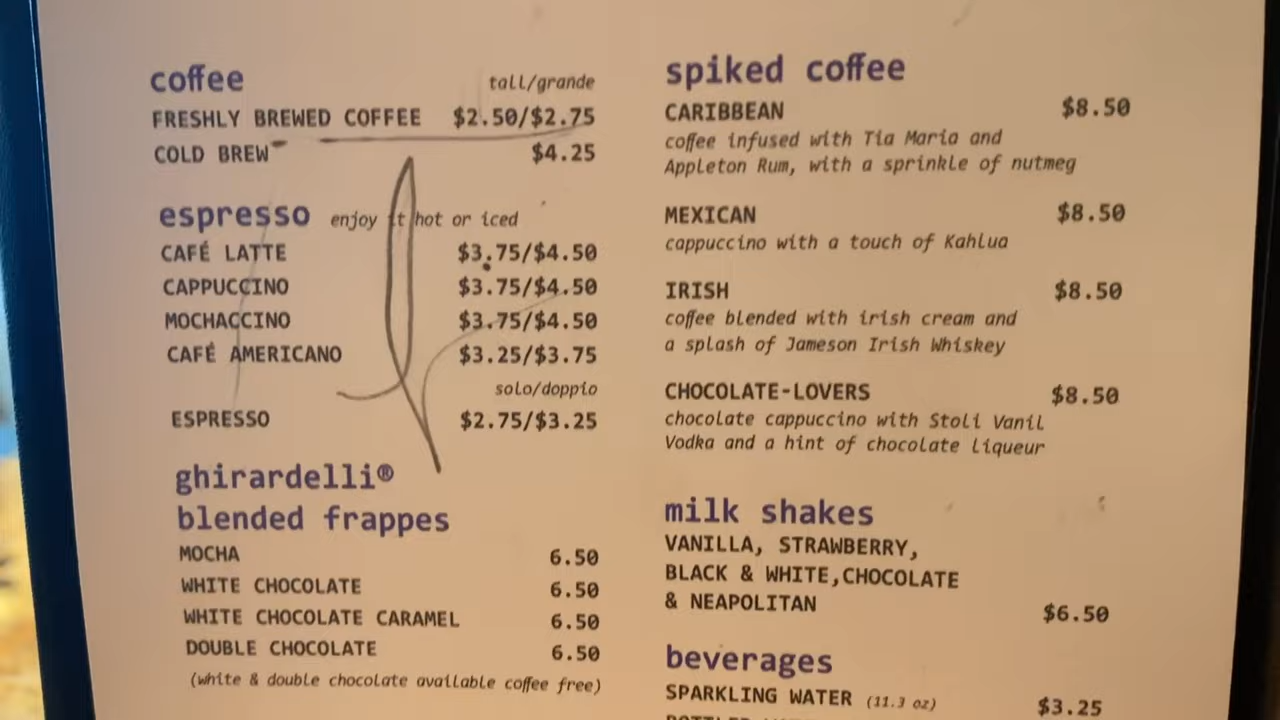 coffee tall/grande
FRESHLY BREWED COFFEE $2.50/$2.75
COLD BREW $4.25
espresso enjoy it hot or iced
CAFÉ LATTE $3.75/$4.50
CAPPUCCINO $3.75/$4.50
MOCHACCINO $3.75/$4.50
CAFÉ AMERICANO $3.25/$3.75
solo/doppio
ESPRESSO $2.75/$3.25
ghirardelli®
blended frappes
MOCHA 6.50
WHITE CHOCOLATE 6.50
WHITE CHOCOLATE CARAMEL 6.50
DOUBLE CHOCOLATE 6.50
(white & double chocolate available coffee free)
spiked coffee
CARIBBEAN $8.50
coffee infused with Tia Maria and
Appleton Rum, with a sprinkle of nutmeg
MEXICAN $8.50
cappuccino with a touch of Kahlua
IRISH $8.50
coffee blended with irish cream and
a splash of Jameson Irish Whiskey
CHOCOLATE-LOVERS $8.50
chocolate cappuccino with Stoli Vanil
Vodka and a hint of chocolate liqueur
milk shakes
VANILLA, STRAWBERRY,
BLACK & WHITE,CHOCOLATE
& NEAPOLITAN $6.50
beverages
SPARKLING WATER (11.3 oz) $3.25